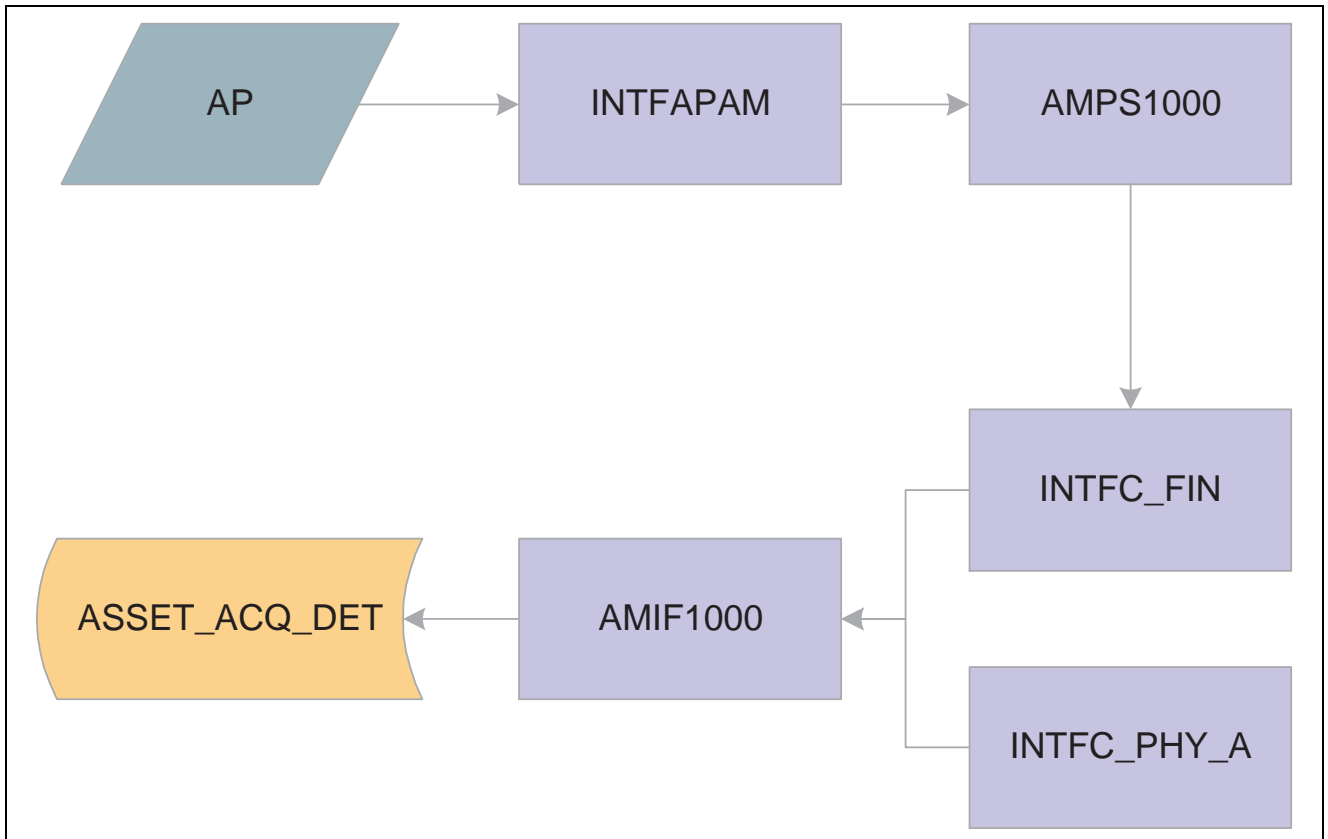 AP
INTFAPAM
AMPS1000
INTFC_FIN
ASSET_ACQ_DET
AMIF1000
INTFC_PHY_A